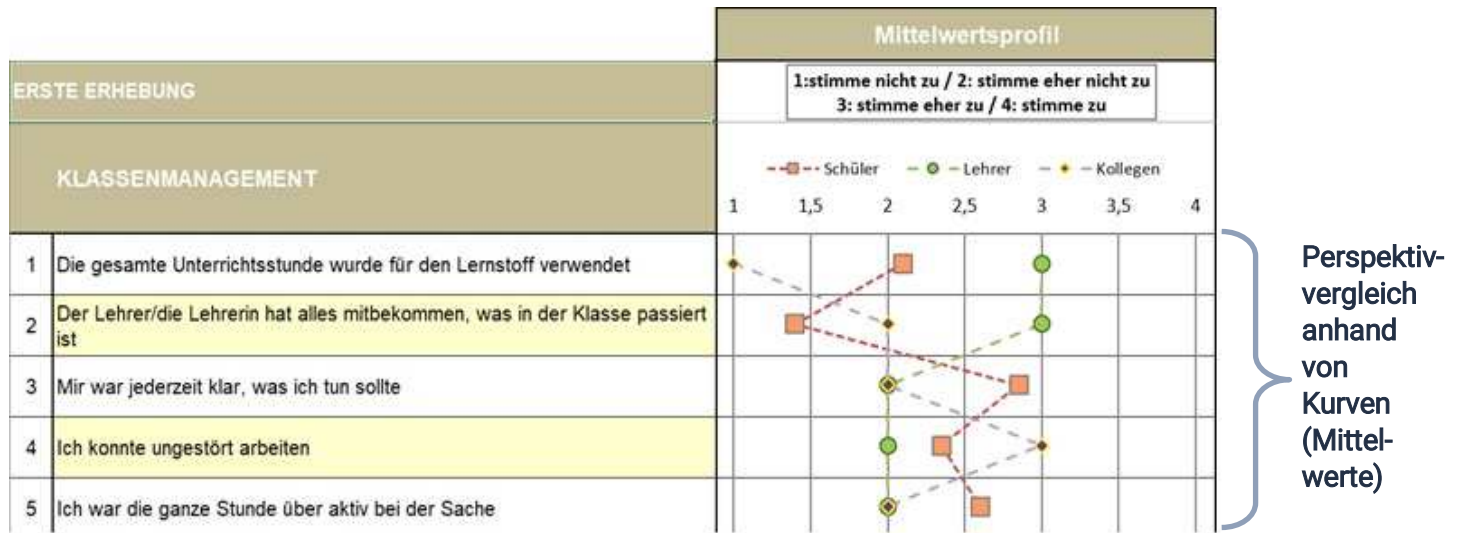 Mittelwertsprofil
ERSTE ERHEBUNG
1:stimme nicht zu / 2: stimme eher nicht zu
3: stimme eher zu / 4: stimme zu
KLASSENMANAGEMENT
Schüler Lehrer Kollegen
1 1,5 2 2,5 3 3,5 4
1 Die gesamte Unterrichtsstunde wurde für den Lernstoff verwendet
2 Der Lehrer/die Lehrerin hat alles mitbekommen, was in der Klasse passiert
ist
3 Mir war jederzeit klar, was ich tun sollte
4 Ich konnte ungestört arbeiten
5 Ich war die ganze Stunde über aktiv bei der Sache
Perspektiv-
vergleich
anhand
von
Kurven
(Mittel-
werte)